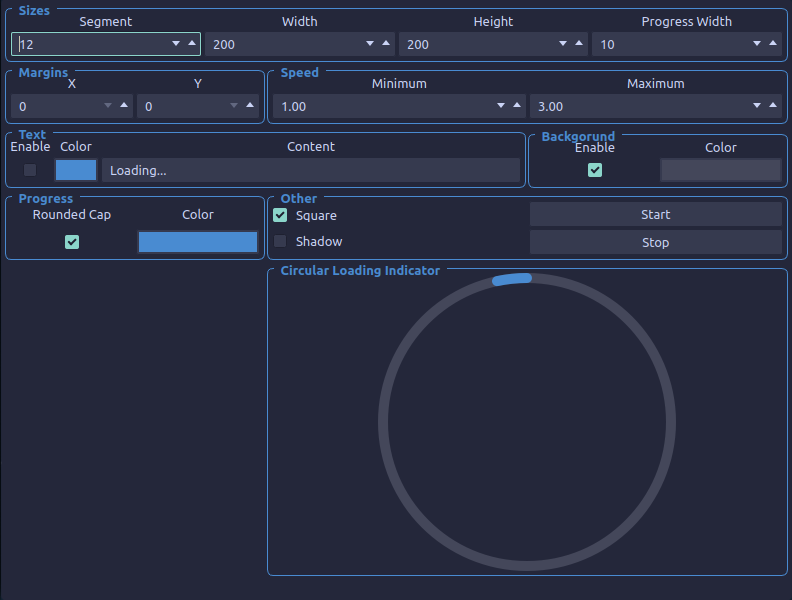 Sizes
Segment Width Height Progress Width
12 200 200 10
Margins Speed
X Y Minimum Maximum
0 0 1.00 3.00
Text Backgorund
Enable Color Content Enable Color
Loading...
Progress Other
Rounded Cap Color Square Start
Shadow Stop
Circular Loading Indicator